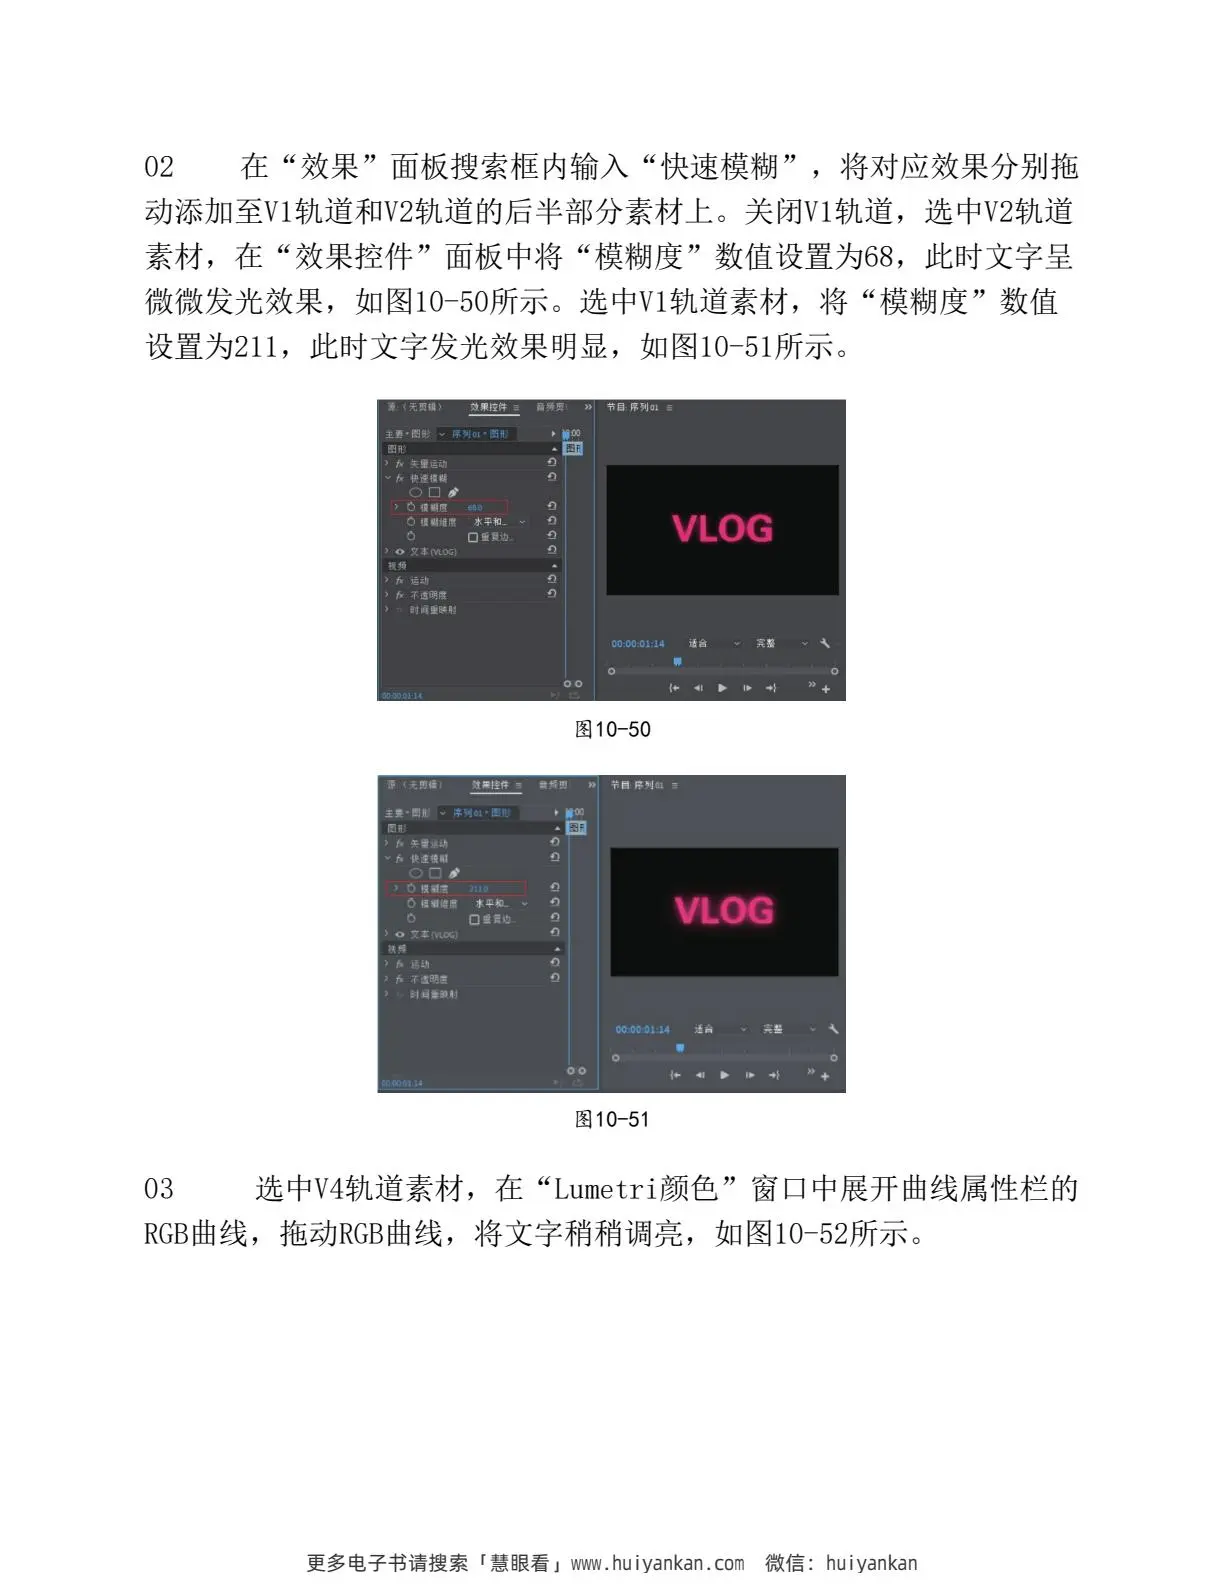 02 在“效果”面板搜索框内输入“快速模糊”，将对应效果分别拖
动添加至V1轨道和V2轨道的后半部分素材上。关闭V1轨道，选中V2轨道
素材，在“效果控件”面板中将“模糊度”数值设置为68，此时文字呈
微微发光效果，如图10-50所示。选中V1轨道素材，将“模糊度”数值
设置为211，此时文字发光效果明显，如图10-51所示。
源:（无剪辑） 效果控件 音频剪 节目:序列01
主要*图形 序列01*图形 :00
图形 图形
fx 矢量运动
fx 快速模糊
模糊度 68.0
模糊维度 水平和...
重复边...
文本(VLOG)
视频
fx 运动
fx 不透明度
时间重映射
00:00:01:14
VLOG
00:00:01:14 适合 完整
图10-50
源:（无剪辑） 效果控件 音频剪 节目:序列01
主要*图形 序列01*图形 :00
图形 图形
fx 矢量运动
fx 快速模糊
模糊度 211.0
模糊维度 水平和...
重复边...
文本(VLOG)
视频
fx 运动
fx 不透明度
时间重映射
00:00:01:14
VLOG
00:00:01:14 适合 完整
图10-51
03 选中V4轨道素材，在“Lumetri颜色”窗口中展开曲线属性栏的
RGB曲线，拖动RGB曲线，将文字稍稍调亮，如图10-52所示。
更多电子书请搜索「慧眼看」www.huiyankan.com 微信：huiyankan